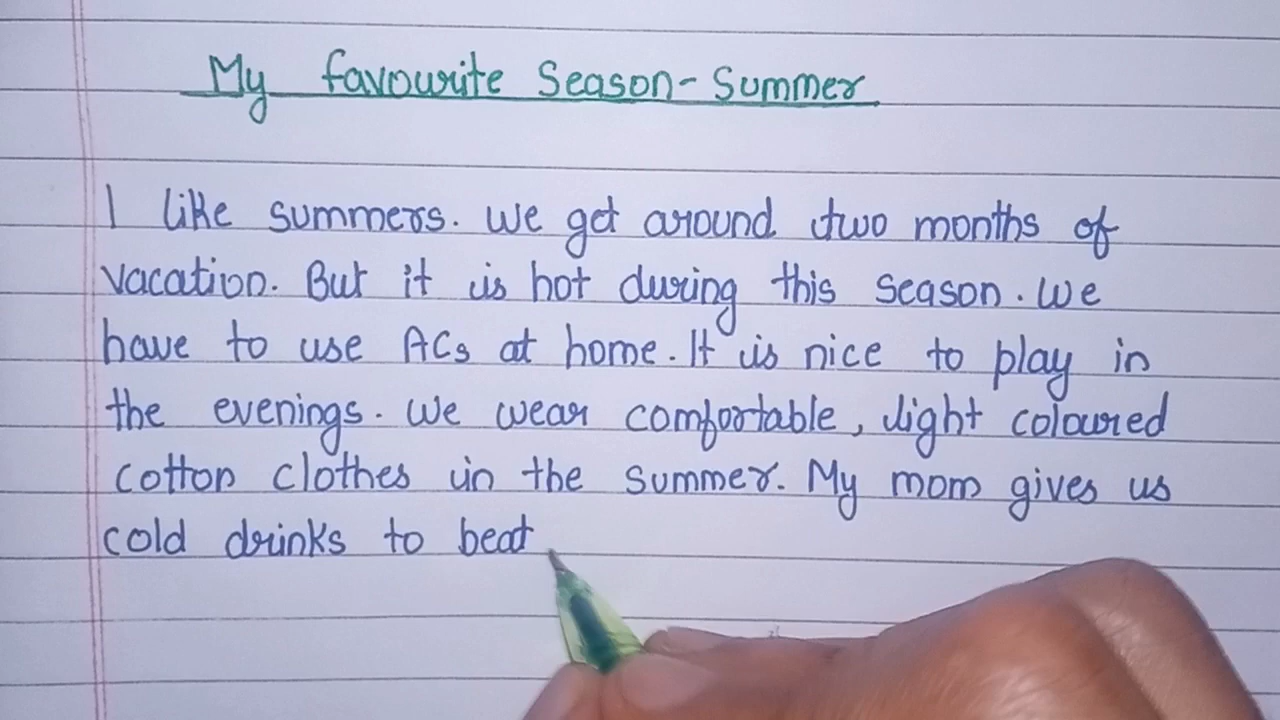 My favourite Season-Summer
I like summers. We get around two months of
vacation. But it is hot during this season. We
have to use ACs at home. It is nice to play in
the evenings. We wear comfortable, light coloured
cotton clothes in the summer. My mom gives us
cold drinks to beat